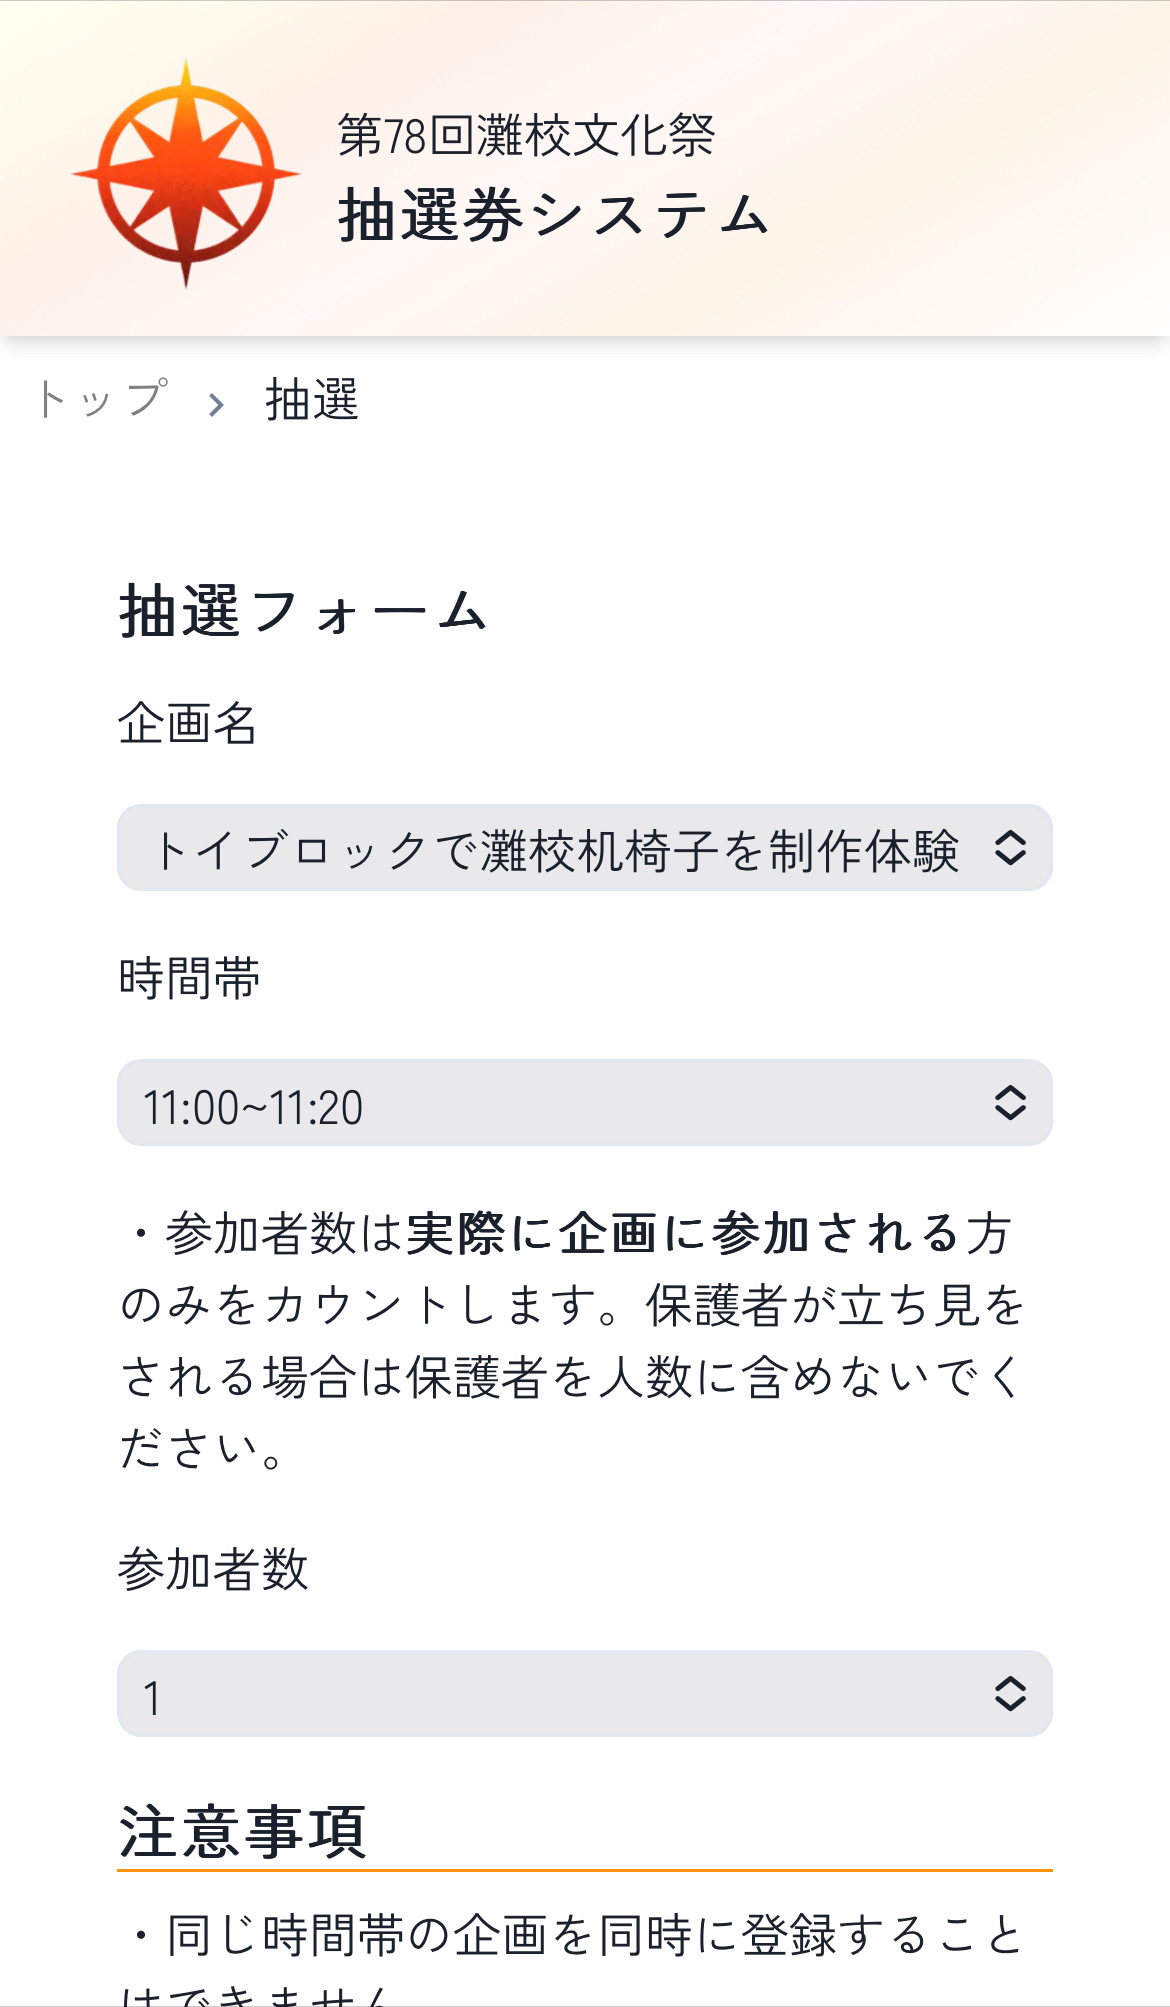 第78回灘校文化祭
抽選券システム
トップ › 抽選
抽選フォーム
企画名
トイブロックで灘校机椅子を制作体験
時間帯
11:00~11:20
・参加者数は実際に企画に参加される方
のみをカウントします。保護者が立ち見を
される場合は保護者を人数に含めないでく
ださい。
参加者数
1
注意事項
・同じ時間帯の企画を同時に登録すること
はできません